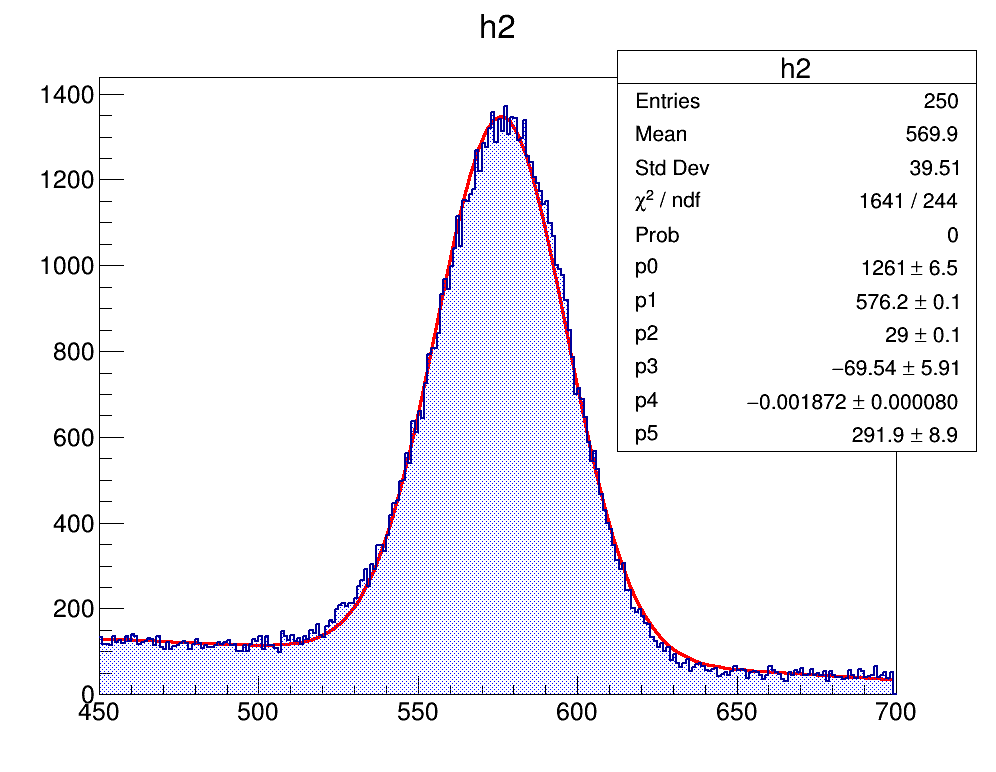 h2
h2
Entries 250
Mean 569.9
Std Dev 39.51
χ² / ndf 1641 / 244
Prob 0
p0 1261 ± 6.5
p1 576.2 ± 0.1
p2 29 ± 0.1
p3 −69.54 ± 5.91
p4 −0.001872 ± 0.000080
p5 291.9 ± 8.9
1400
1200
1000
800
600
400
200
0
450 500 550 600 650 700